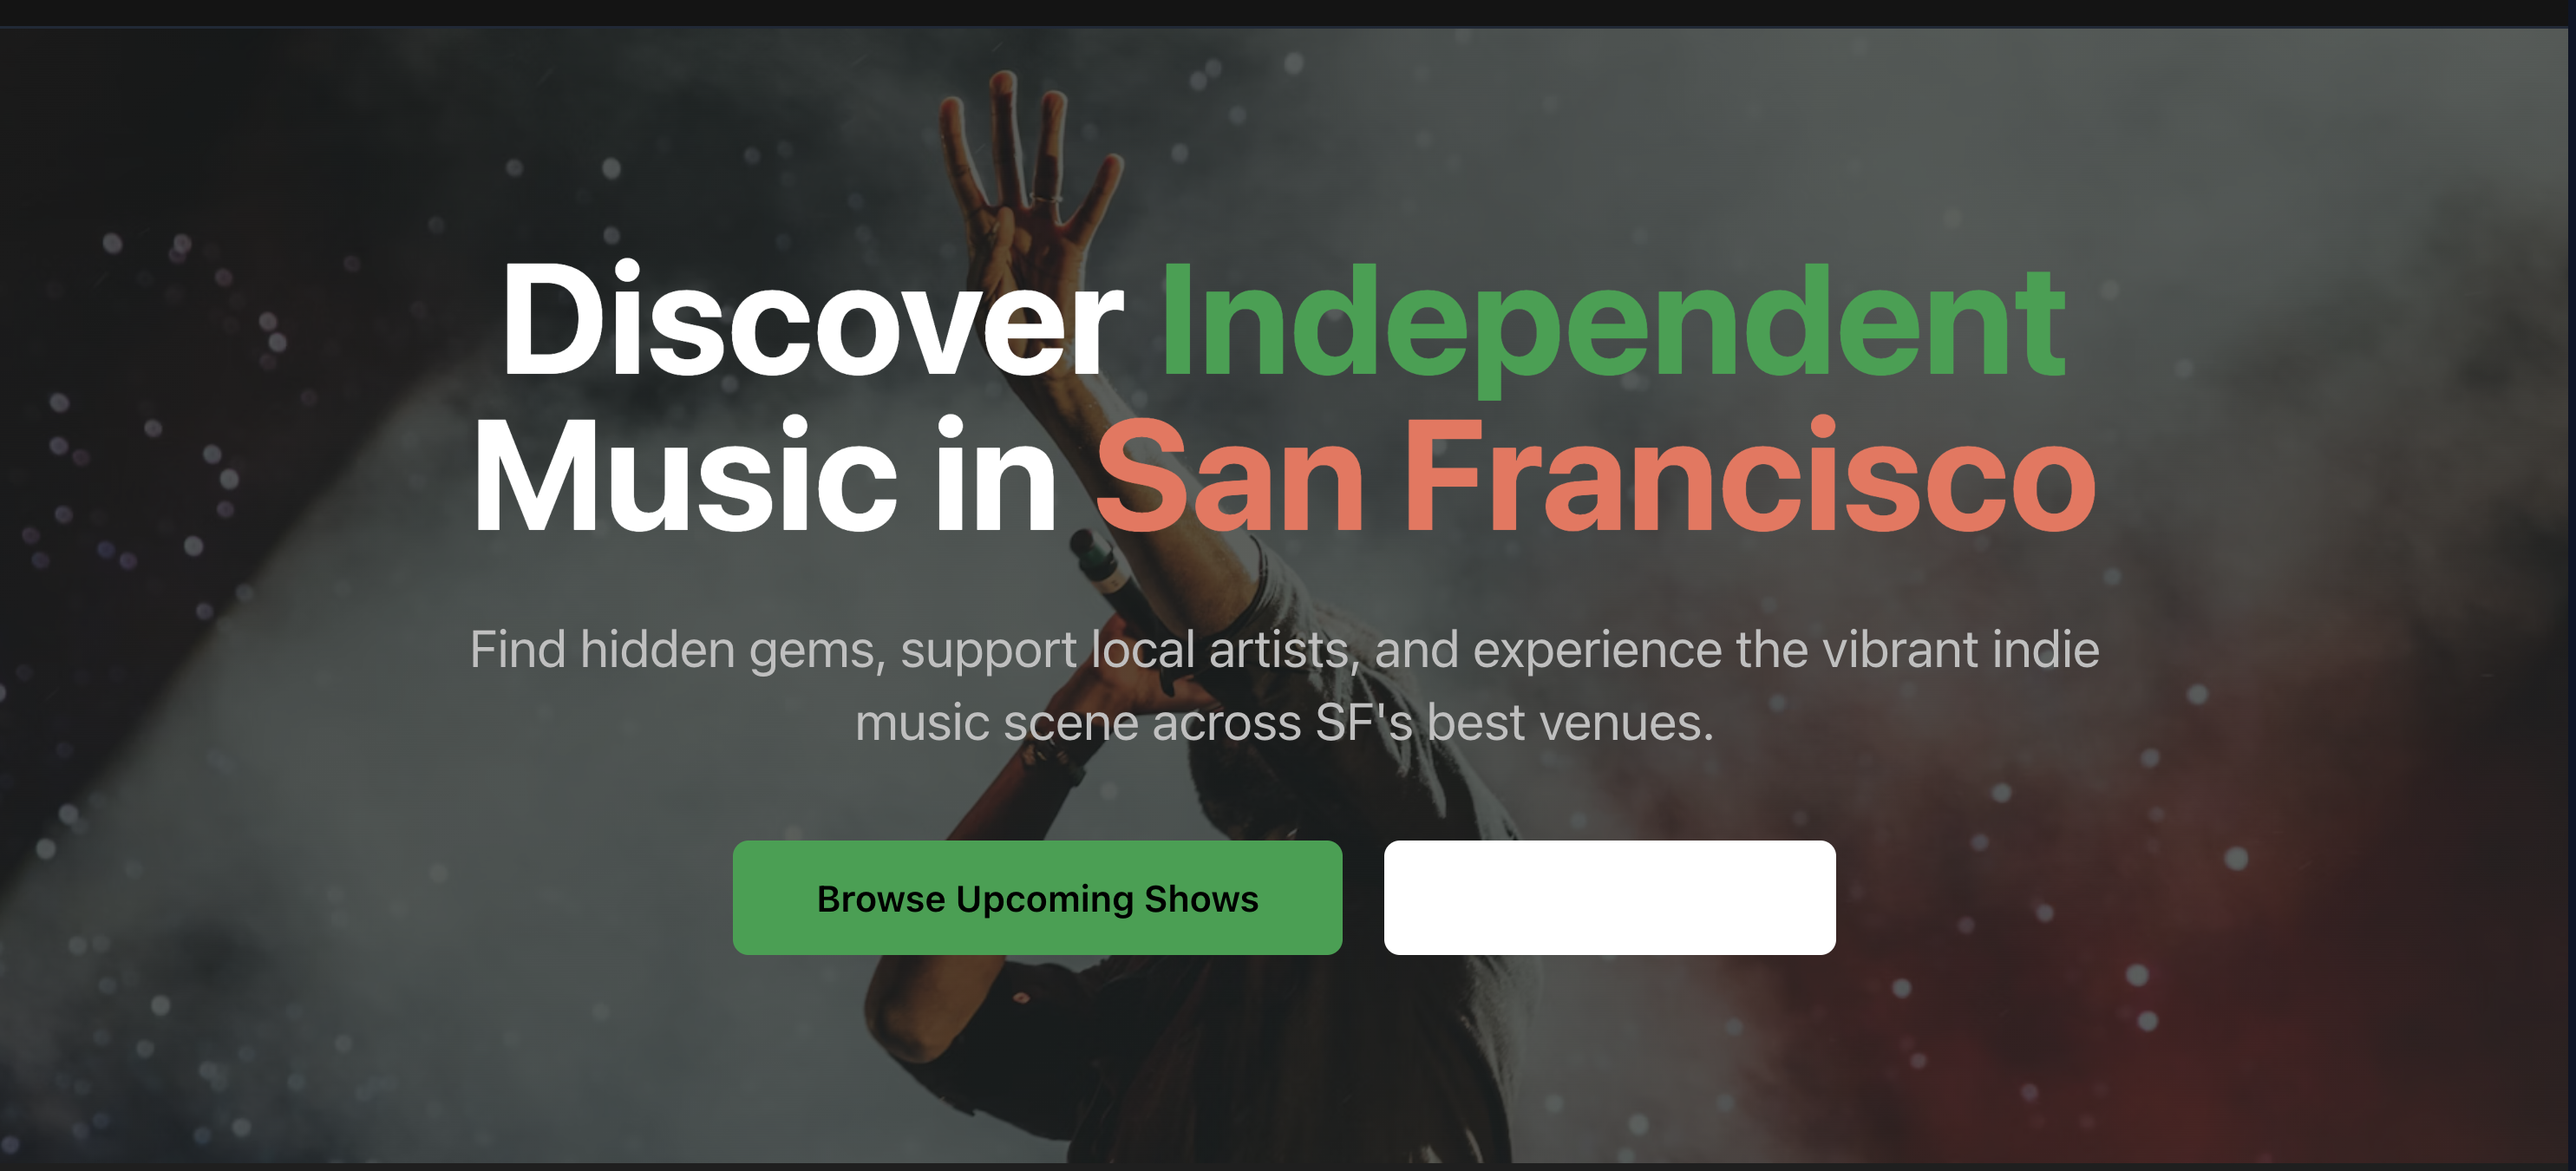 Discover Independent
Music in San Francisco
Find hidden gems, support local artists, and experience the vibrant indie
music scene across SF's best venues.
Browse Upcoming Shows